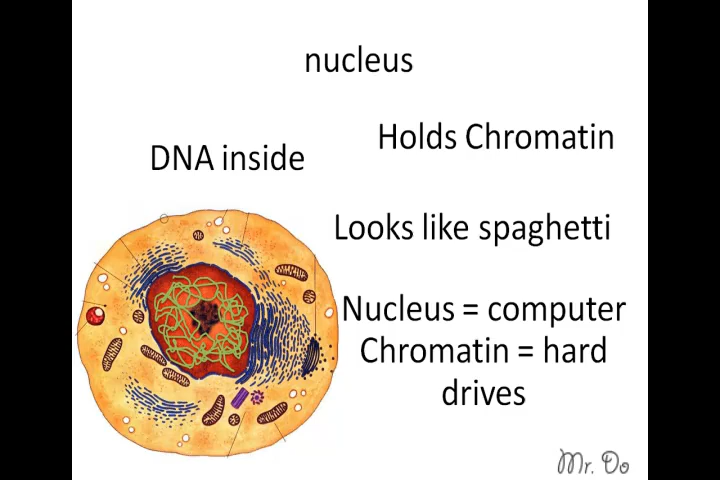 nucleus
Holds Chromatin
DNA inside
Looks like spaghetti
Nucleus = computer
Chromatin = hard
drives
Mr. Do